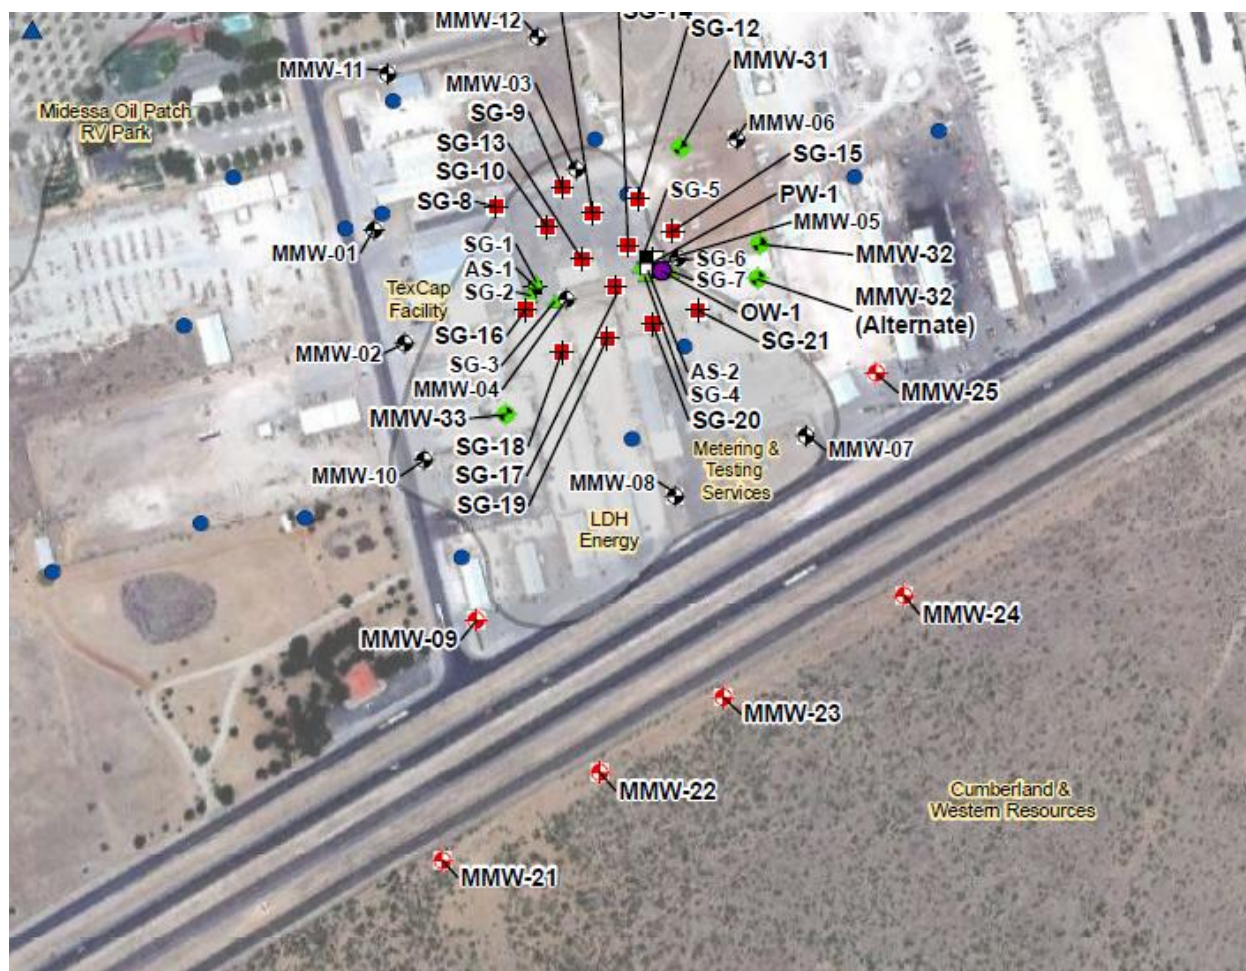 MMW-12
SG-14
SG-12
MMW-11
MMW-31
MMW-03
Midessa Oil Patch
RV Park
SG-9
MMW-06
SG-13
SG-15
SG-10
SG-5
PW-1
SG-8
MMW-05
SG-1
MMW-01
SG-6
MMW-32
AS-1
SG-7
TexCap
Facility
SG-2
MMW-32
(Alternate)
OW-1
SG-16
SG-21
MMW-02
SG-3
AS-2
MMW-04
SG-4
MMW-25
MMW-33
SG-20
SG-18
Metering &
Testing
Services
MMW-07
MMW-10
SG-17
MMW-08
SG-19
LDH
Energy
MMW-09
MMW-24
MMW-23
MMW-22
Cumberland &
Western Resources
MMW-21